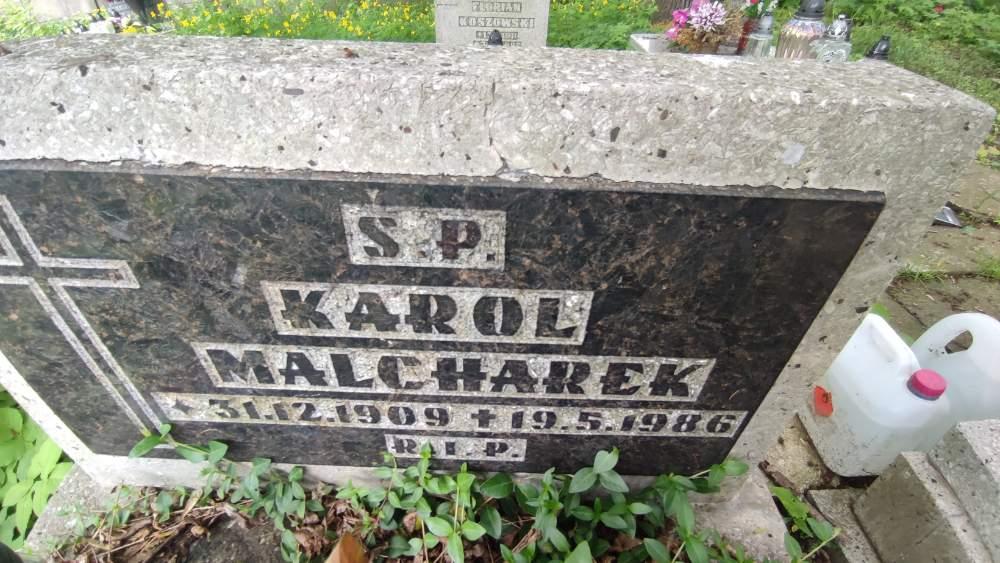 FLORIAN
KOSZOWSKI
Ś.P.
KAROL
MALCHAREK
* 31.12.1909 + 19.5.1986
R.I.P.